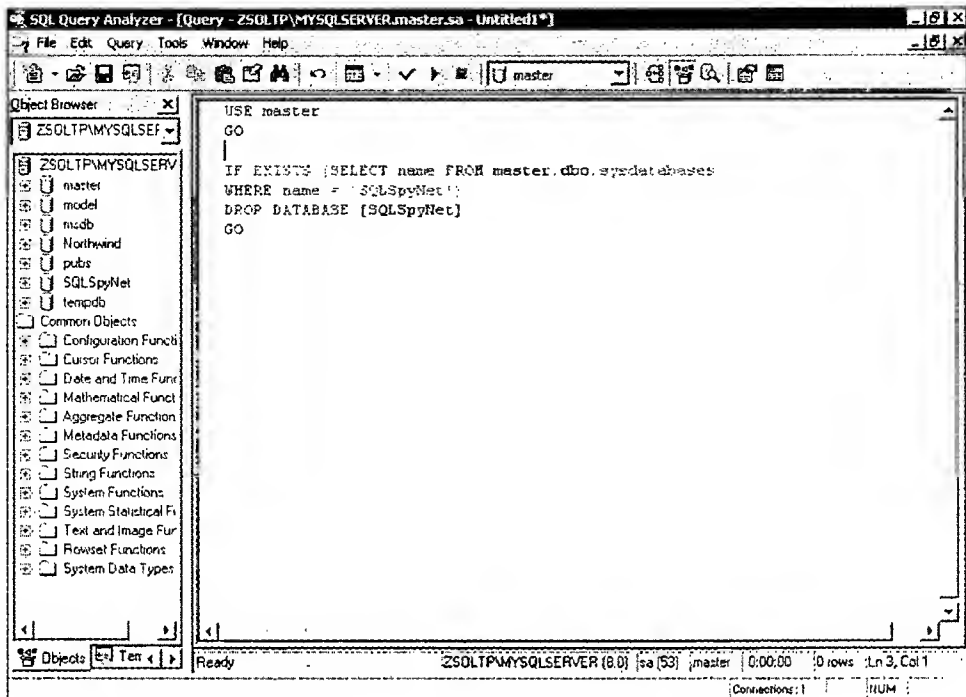 SQL Query Analyzer - [Query - ZSOLTP\MYSQLSERVER.master.sa - Untitled1*]
File Edit Query Tools Window Help
master
Object Browser
ZSOLTP\MYSQLSEF
ZSOLTP\MYSQLSERV
master
model
msdb
Northwind
pubs
SQLSpyNet
tempdb
Common Objects
Configuration Functi
Cursor Functions
Date and Time Func
Mathematical Funct
Aggregate Function
Metadata Functions
Security Functions
String Functions
System Functions
System Statistical Fi
Text and Image Fur
Rowset Functions
System Data Types
Objects Tem
USE master
GO
IF EXISTS (SELECT name FROM master.dbo.sysdatabases
WHERE name = 'SQLSpyNet')
DROP DATABASE [SQLSpyNet]
GO
Ready ZSOLTP\MYSQLSERVER (8.0) sa (53) master 0:00:00 0 rows Ln 3, Col 1
Connections: 1 NUM